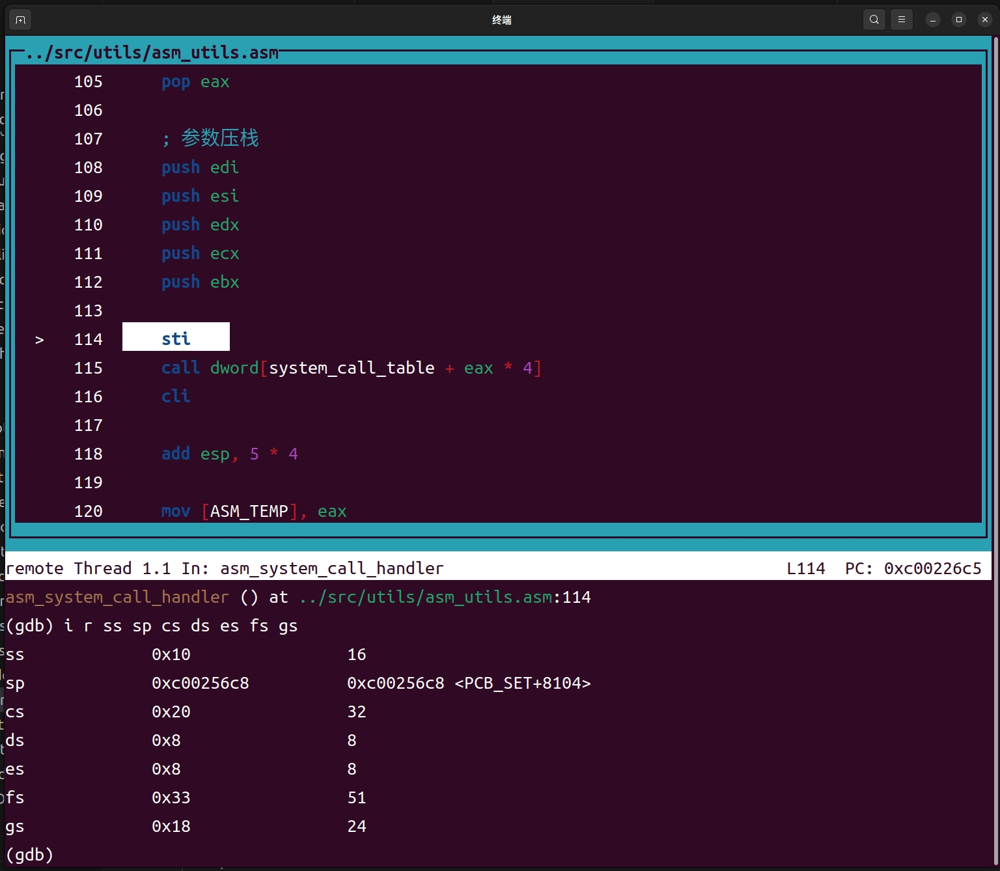 终端
../src/utils/asm_utils.asm
105 pop eax
106
107 ; 参数压栈
108 push edi
109 push esi
110 push edx
111 push ecx
112 push ebx
113
> 114 sti
115 call dword[system_call_table + eax * 4]
116 cli
117
118 add esp, 5 * 4
119
120 mov [ASM_TEMP], eax
remote Thread 1.1 In: asm_system_call_handler L114 PC: 0xc00226c5
asm_system_call_handler () at ../src/utils/asm_utils.asm:114
(gdb) i r ss sp cs ds es fs gs
ss 0x10 16
sp 0xc00256c8 0xc00256c8 <PCB_SET+8104>
cs 0x20 32
ds 0x8 8
es 0x8 8
fs 0x33 51
gs 0x18 24
(gdb)